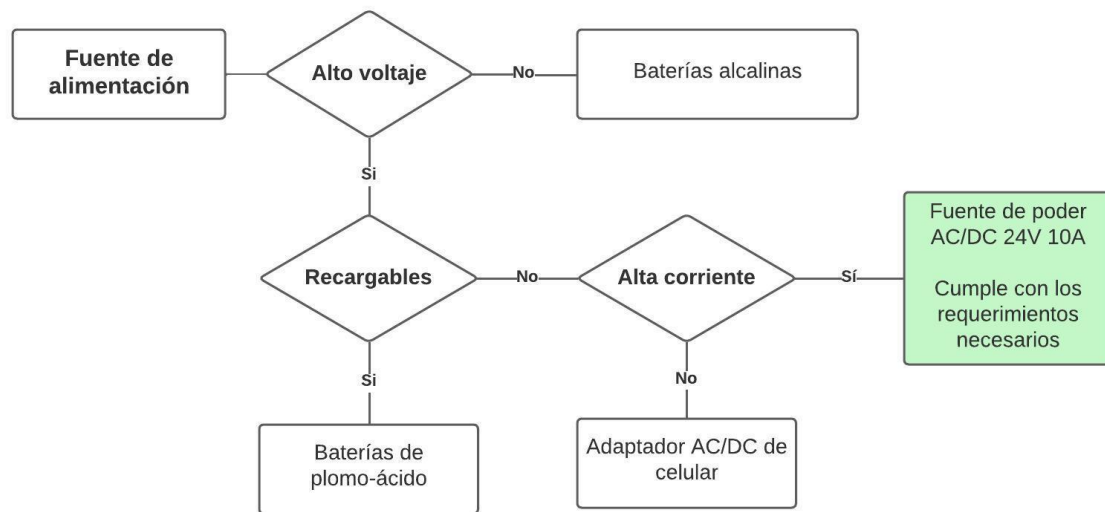 Fuente de
alimentación
Alto voltaje
No
Baterías alcalinas
Si
Recargables
No
Alta corriente
Sí
Fuente de poder
AC/DC 24V 10A
Cumple con los
requerimientos
necesarios
Si
No
Baterías de
plomo-ácido
Adaptador AC/DC de
celular